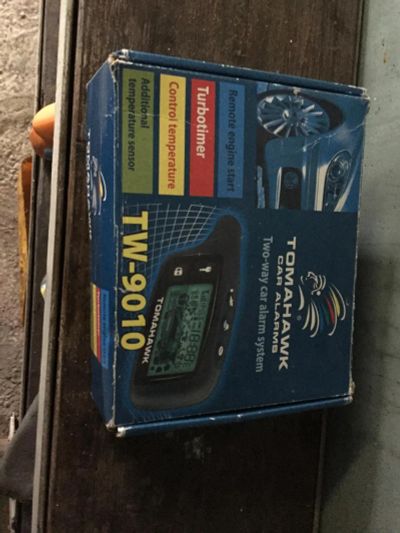 TOMAHAWK
CAR ALARMS
®
Two-way car alarm system
Remote engine start
Turbotimer
Control temperature
Additional
temperature sensor
TW-9010
TOMAHAWK